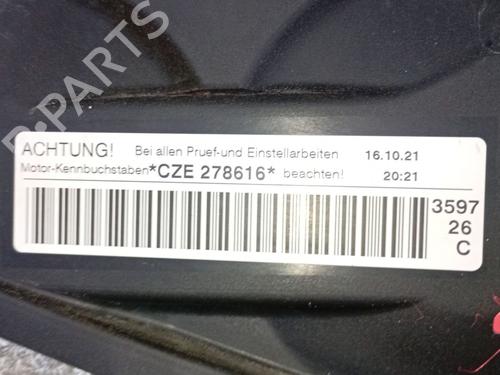 B-PARTS
ACHTUNG! Bei allen Pruef-und Einstellarbeiten 16.10.21
Motor-Kennbuchstaben *CZE 278616* beachten! 20:21
3597
26
C